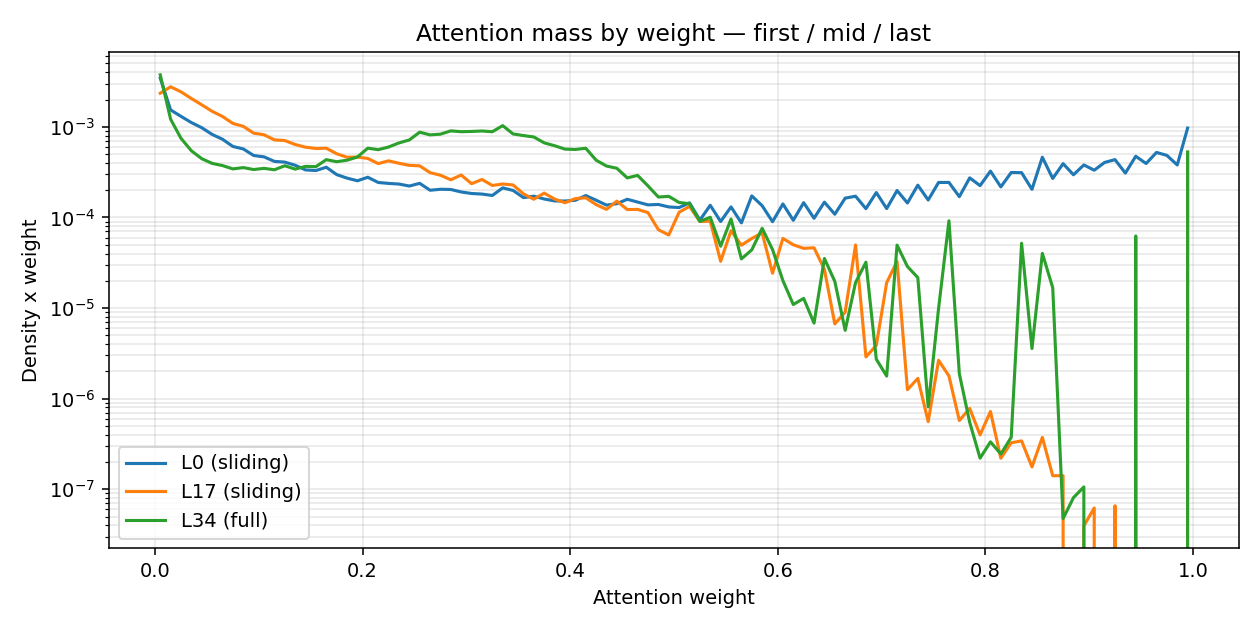 Attention mass by weight — first / mid / last
Density x weight
10⁻³
10⁻⁴
10⁻⁵
10⁻⁶
10⁻⁷
L0 (sliding)
L17 (sliding)
L34 (full)
0.0 0.2 0.4 0.6 0.8 1.0
Attention weight